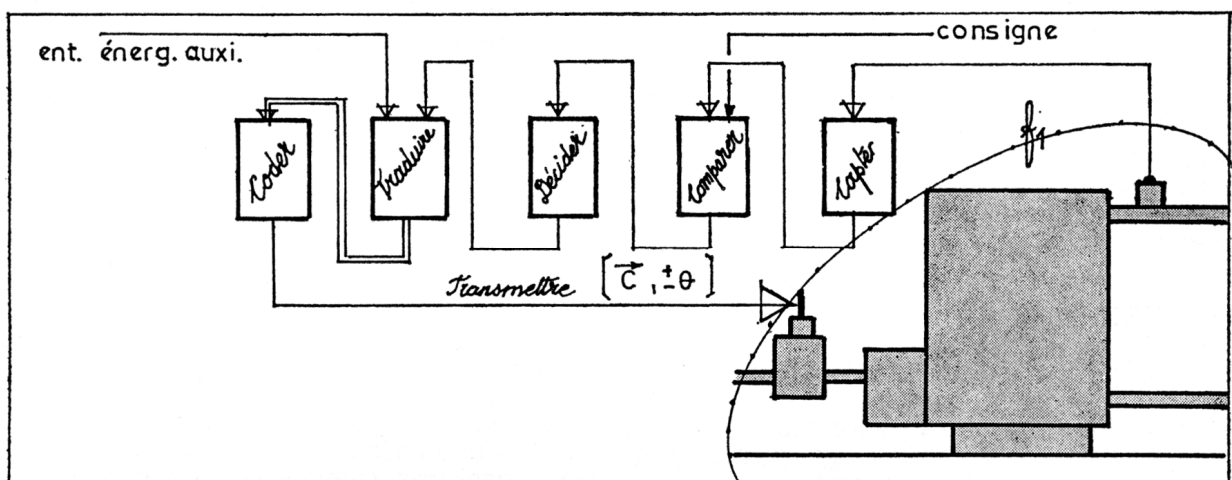 ent. énerg. auxi.
consigne
Coder
Traduire
Décider
Comparer
Capter
f1
Transmettre [C, ±θ]